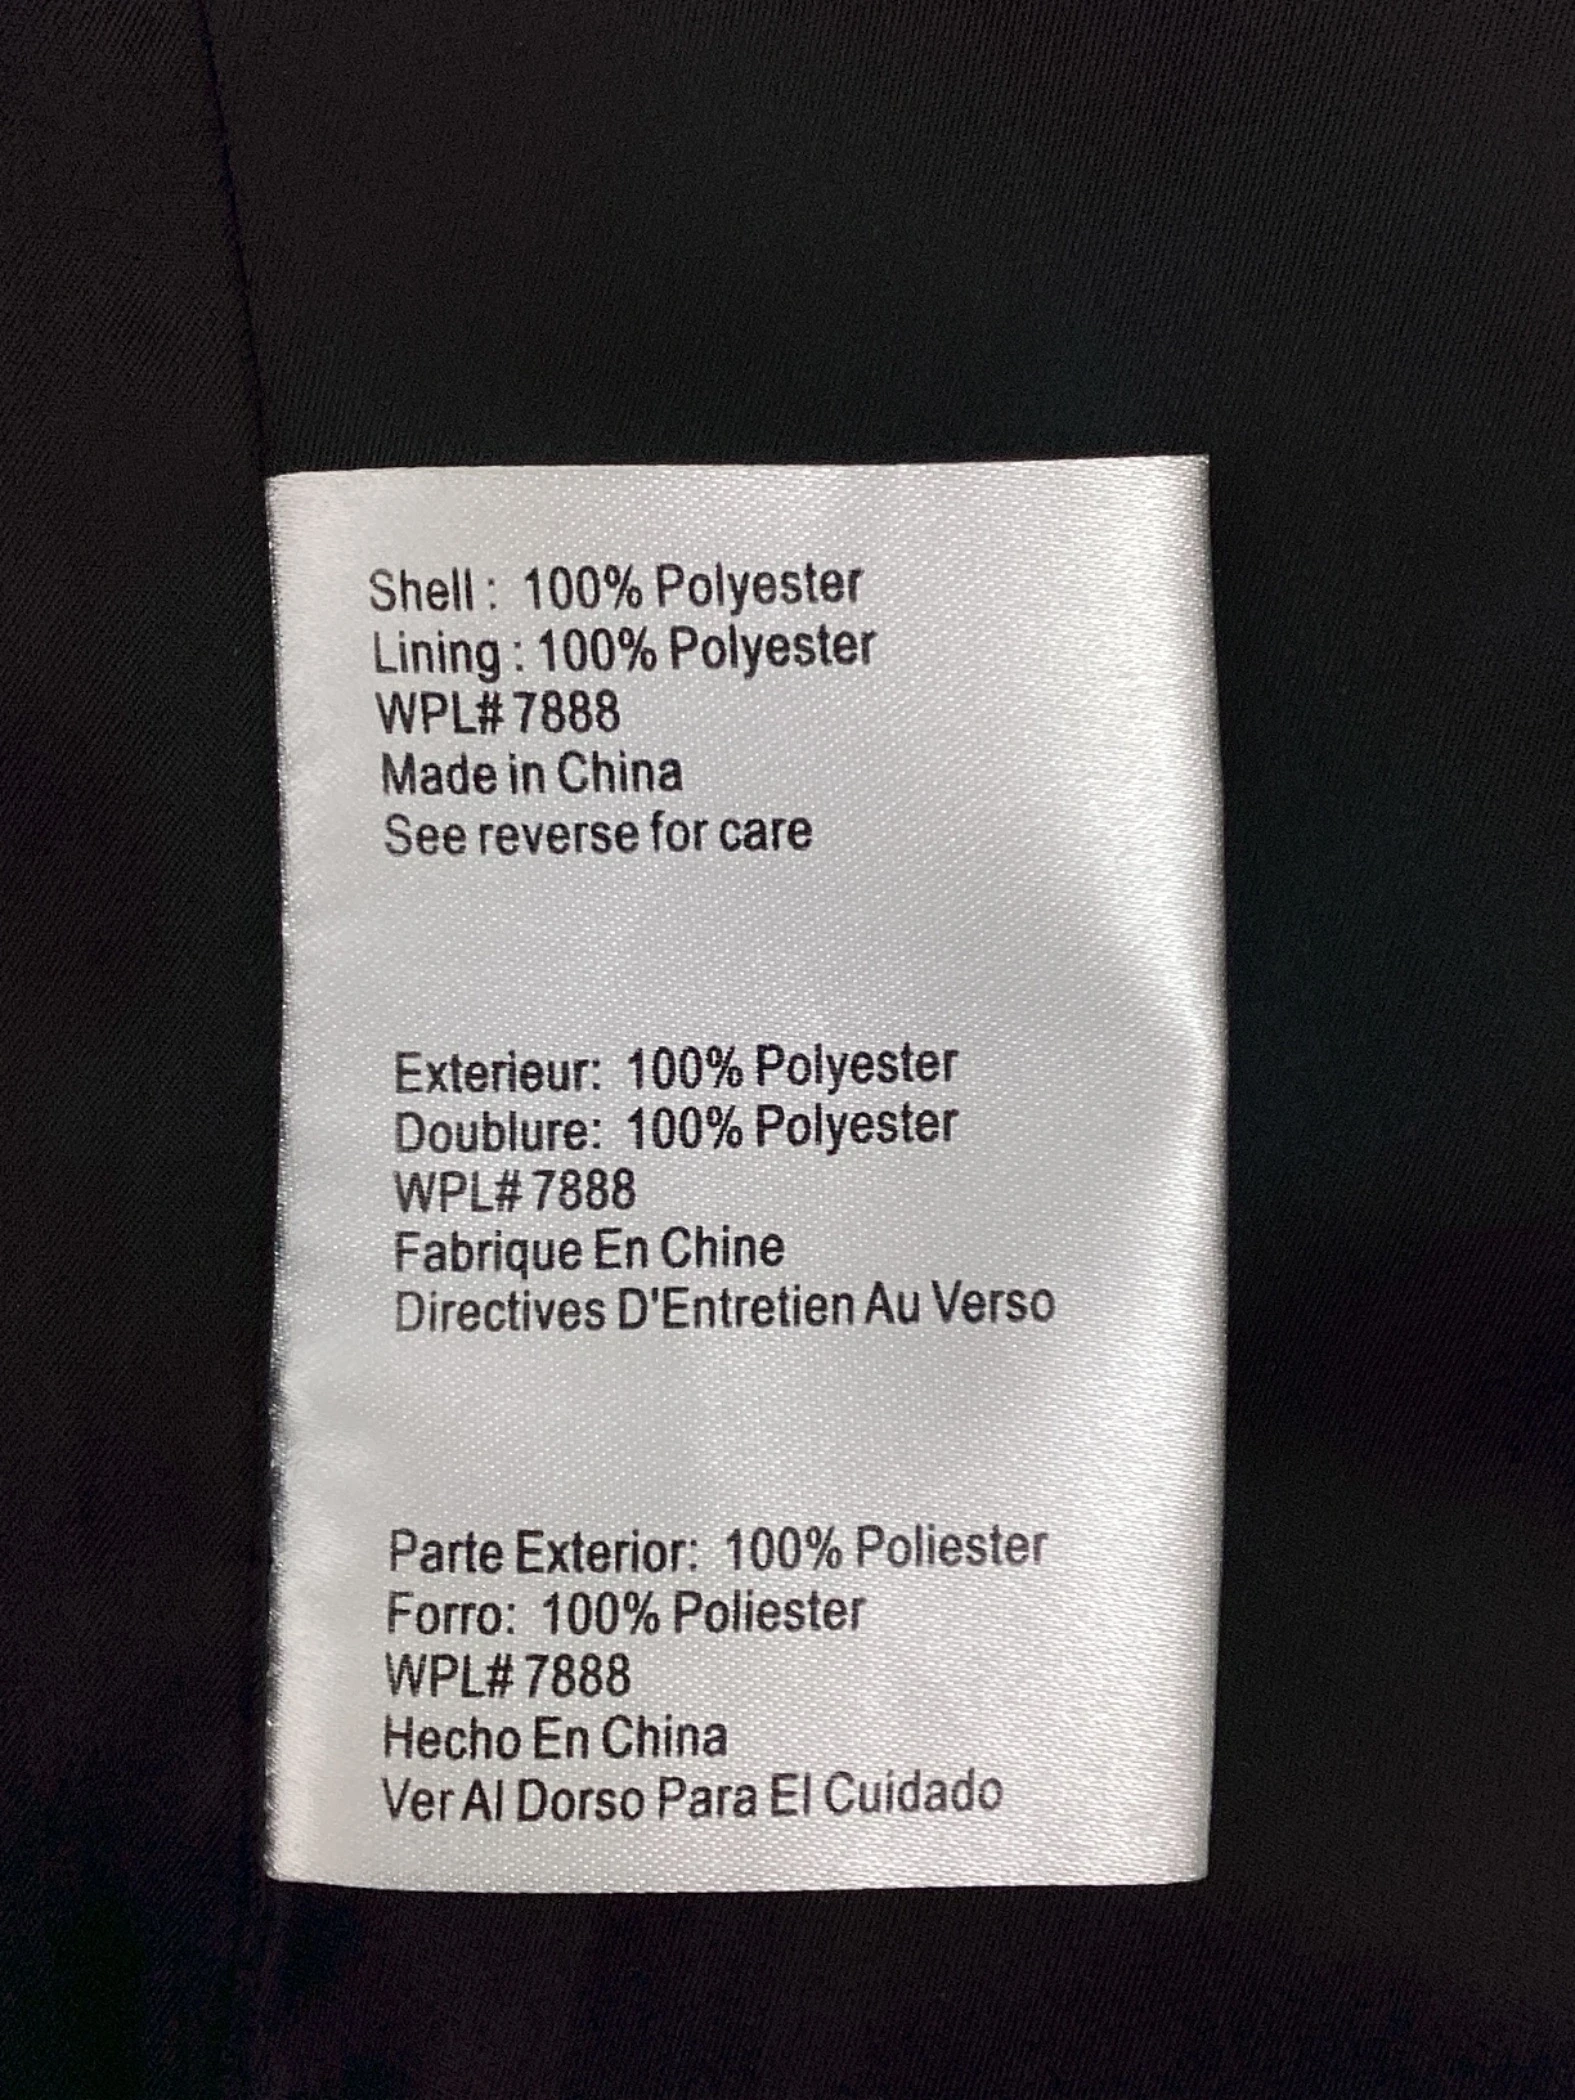 Shell : 100% Polyester
Lining : 100% Polyester
WPL# 7888
Made in China
See reverse for care
Exterieur: 100% Polyester
Doublure: 100% Polyester
WPL# 7888
Fabrique En Chine
Directives D'Entretien Au Verso
Parte Exterior: 100% Poliester
Forro: 100% Poliester
WPL# 7888
Hecho En China
Ver Al Dorso Para El Cuidado